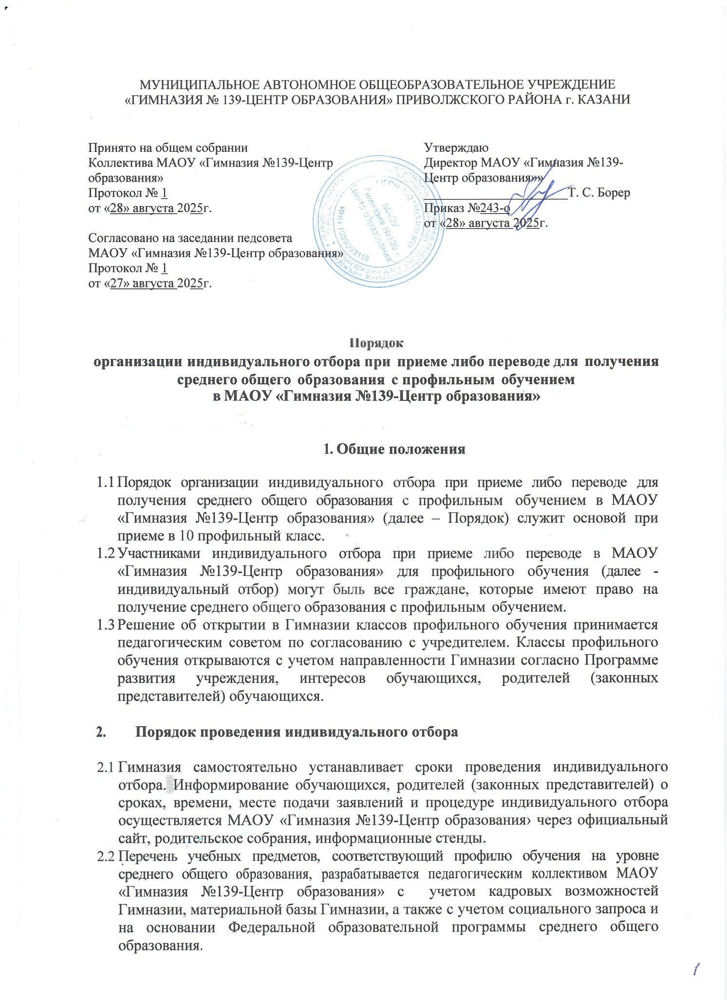 МУНИЦИПАЛЬНОЕ АВТОНОМНОЕ ОБЩЕОБРАЗОВАТЕЛЬНОЕ УЧРЕЖДЕНИЕ
«ГИМНАЗИЯ № 139-ЦЕНТР ОБРАЗОВАНИЯ» ПРИВОЛЖСКОГО РАЙОНА г. КАЗАНИ
Принято на общем собрании
Коллектива МАОУ «Гимназия №139-Центр
образования»
Протокол № 1
от «28» августа 2025г.
Согласовано на заседании педсовета
МАОУ «Гимназия №139-Центр образования»
Протокол № 1
от «27» августа 2025г.
Утверждаю
Директор МАОУ «Гимназия №139-
Центр образования»»
Т. С. Борер
Приказ №243-о
от «28» августа 2025г.
МАОУ
Гимназия №139 -
Центр образования
ИНН 1659003118
ОГРН
Порядок
организации индивидуального отбора при приеме либо переводе для получения
среднего общего образования с профильным обучением
в МАОУ «Гимназия №139-Центр образования»
1. Общие положения
1.1 Порядок организации индивидуального отбора при приеме либо переводе для
получения среднего общего образования с профильным обучением в МАОУ
«Гимназия №139-Центр образования» (далее – Порядок) служит основой при
приеме в 10 профильный класс.
1.2 Участниками индивидуального отбора при приеме либо переводе в МАОУ
«Гимназия №139-Центр образования» для профильного обучения (далее -
индивидуальный отбор) могут быль все граждане, которые имеют право на
получение среднего общего образования с профильным обучением.
1.3 Решение об открытии в Гимназии классов профильного обучения принимается
педагогическим советом по согласованию с учредителем. Классы профильного
обучения открываются с учетом направленности Гимназии согласно Программе
развития учреждения, интересов обучающихся, родителей (законных
представителей) обучающихся.
2. Порядок проведения индивидуального отбора
2.1 Гимназия самостоятельно устанавливает сроки проведения индивидуального
отбора. Информирование обучающихся, родителей (законных представителей) о
сроках, времени, месте подачи заявлений и процедуре индивидуального отбора
осуществляется МАОУ «Гимназия №139-Центр образования› через официальный
сайт, родительское собрания, информационные стенды.
2.2 Перечень учебных предметов, соответствующий профилю обучения на уровне
среднего общего образования, разрабатывается педагогическим коллективом МАОУ
«Гимназия №139-Центр образования» с учетом кадровых возможностей
Гимназии, материальной базы Гимназии, а также с учетом социального запроса и
на основании Федеральной образовательной программы среднего общего
образования.
1